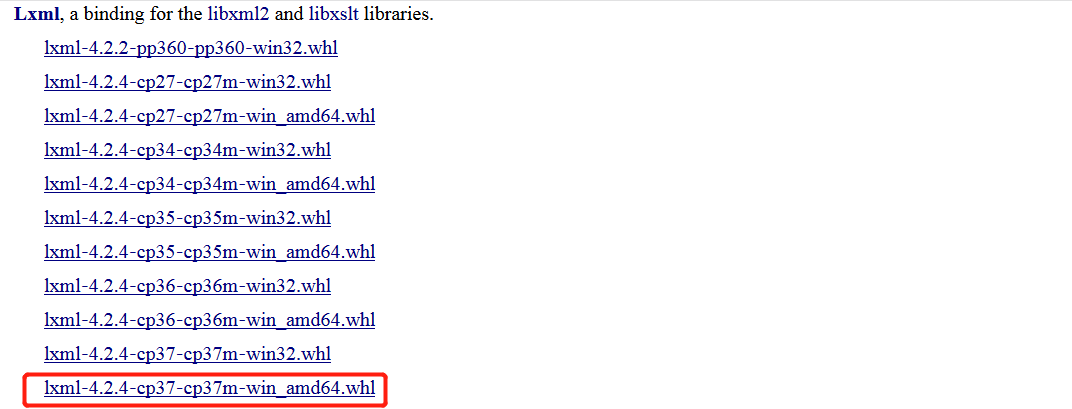 Lxml, a binding for the libxml2 and libxslt libraries.
lxml-4.2.2-pp360-pp360-win32.whl
lxml-4.2.4-cp27-cp27m-win32.whl
lxml-4.2.4-cp27-cp27m-win_amd64.whl
lxml-4.2.4-cp34-cp34m-win32.whl
lxml-4.2.4-cp34-cp34m-win_amd64.whl
lxml-4.2.4-cp35-cp35m-win32.whl
lxml-4.2.4-cp35-cp35m-win_amd64.whl
lxml-4.2.4-cp36-cp36m-win32.whl
lxml-4.2.4-cp36-cp36m-win_amd64.whl
lxml-4.2.4-cp37-cp37m-win32.whl
lxml-4.2.4-cp37-cp37m-win_amd64.whl